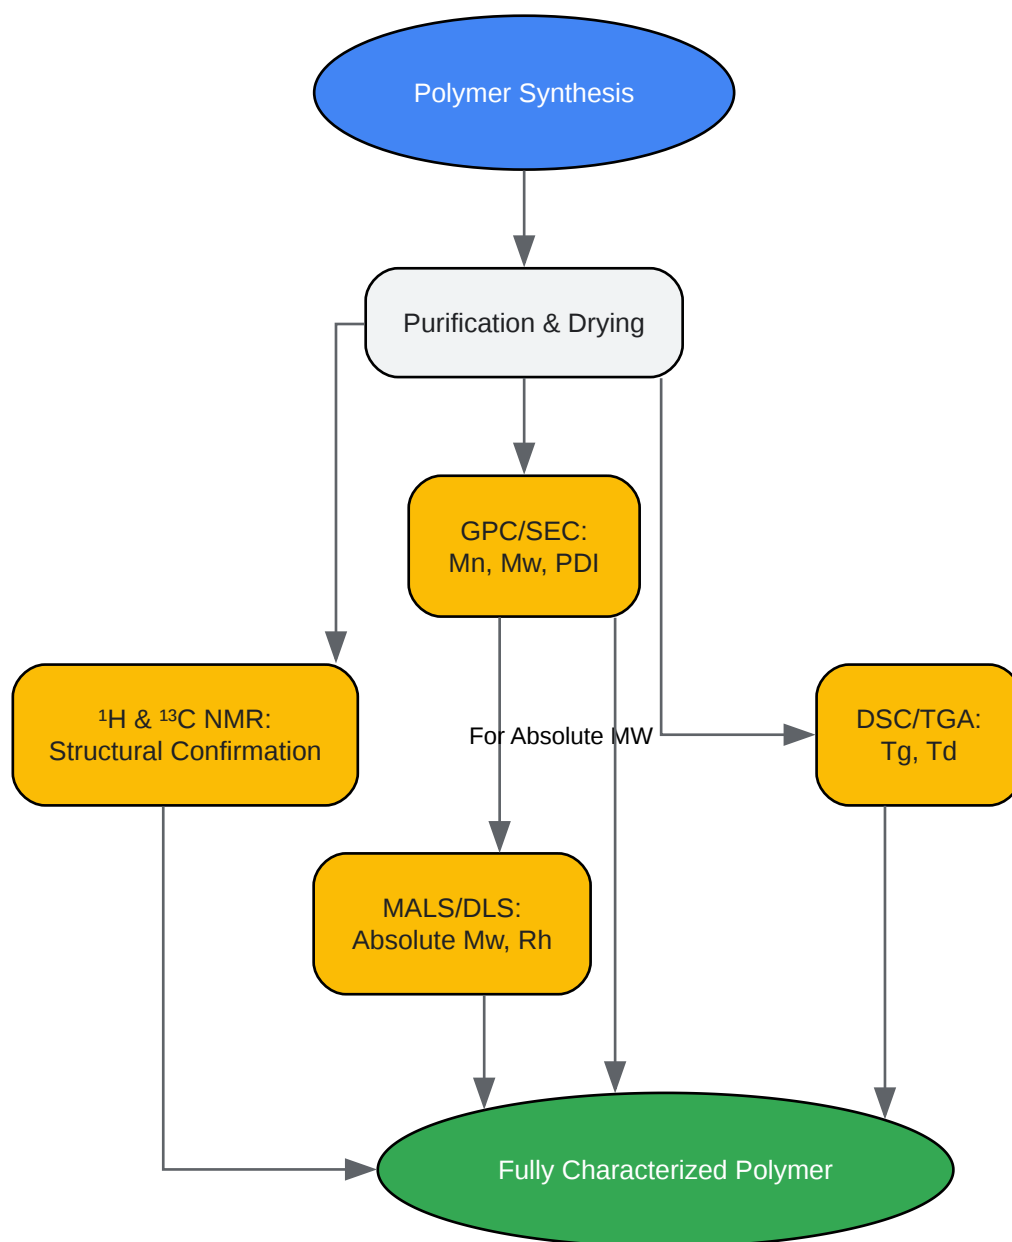 Polymer Synthesis
Purification & Drying
GPC/SEC:
Mn, Mw, PDI
¹H & ¹³C NMR:
Structural Confirmation
For Absolute MW
DSC/TGA:
Tg, Td
MALS/DLS:
Absolute Mw, Rh
Fully Characterized Polymer